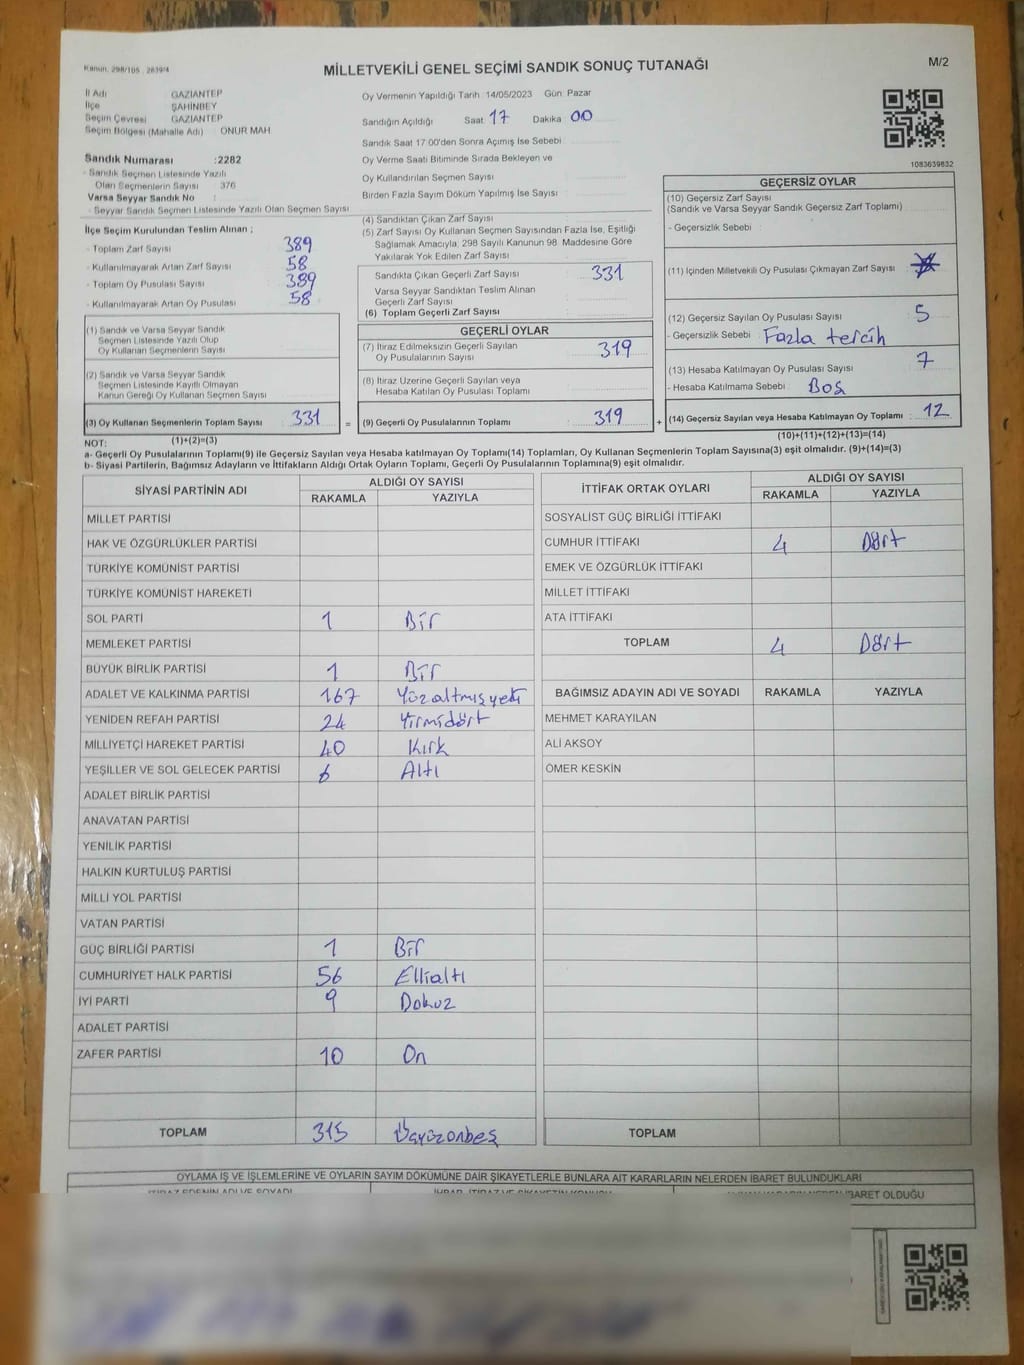 Kanun, 298/105 , 2839/4
MİLLETVEKİLİ GENEL SEÇİMİ SANDIK SONUÇ TUTANAĞI
M/2
İl Adı GAZİANTEP
İlçe ŞAHİNBEY
Seçim Çevresi GAZİANTEP
Seçim Bölgesi (Mahalle Adı) ONUR MAH
Sandık Numarası :2282
- Sandık Seçmen Listesinde Yazılı
Olan Seçmenlerin Sayısı 376
Varsa Seyyar Sandık No :
- Seyyar Sandık Seçmen Listesinde Yazılı Olan Seçmen Sayısı
İlçe Seçim Kurulundan Teslim Alınan ;
- Toplam Zarf Sayısı 389
- Kullanılmayarak Artan Zarf Sayısı 58
- Toplam Oy Pusulası Sayısı 389
- Kullanılmayarak Artan Oy Pusulası 58
(1) Sandık ve Varsa Seyyar Sandık
Seçmen Listesinde Yazılı Olup
Oy Kullanan Seçmenlerin Sayısı
(2) Sandık ve Varsa Seyyar Sandık
Seçmen Listesinde Kayıtlı Olmayan
Kanun Gereği Oy Kullanan Seçmen Sayısı
(3) Oy Kullanan Seçmenlerin Toplam Sayısı : 331 =
(1)+(2)=(3)
Oy Vermenin Yapıldığı Tarih :14/05/2023 Gün: Pazar
Sandığın Açıldığı Saat 17 Dakika 00
Sandık Saat 17 00'den Sonra Açımış İse Sebebi :
Oy Verme Saati Bitiminde Sırada Bekleyen ve
Oy Kullandırılan Seçmen Sayısı :
Birden Fazla Sayım Döküm Yapılmış İse Sayısı :
(4) Sandıktan Çıkan Zarf Sayısı :
(5) Zarf Sayısı Oy Kullanan Seçmen Sayısından Fazla İse, Eşitliği
Sağlamak Amacıyla, 298 Sayılı Kanunun 98. Maddesine Göre
Yakılarak Yok Edilen Zarf Sayısı
Sandıkta Çıkan Geçerli Zarf Sayısı : 331
Varsa Seyyar Sandıktan Teslim Alınan
Geçerli Zarf Sayısı :
(6) Toplam Geçerli Zarf Sayısı :
GEÇERLİ OYLAR
(7) İtiraz Edilmeksizin Geçerli Sayılan
Oy Pusulalarının Sayısı : 319
(8) İtiraz Üzerine Geçerli Sayılan veya
Hesaba Katılan Oy Pusulası Toplamı
(9) Geçerli Oy Pusulalarının Toplamı : 319 +
1083639832
GEÇERSİZ OYLAR
(10) Geçersiz Zarf Sayısı
(Sandık ve Varsa Seyyar Sandık Geçersiz Zarf Toplamı)
- Geçersizlik Sebebi :
(11) İçinden Milletvekili Oy Pusulası Çıkmayan Zarf Sayısı :
(12) Geçersiz Sayılan Oy Pusulası Sayısı : 5
- Geçersizlik Sebebi : Fazla tercih
(13) Hesaba Katılmayan Oy Pusulası Sayısı : 7
- Hesaba Katılmama Sebebi : Boş
(14) Geçersiz Sayılan veya Hesaba Katılmayan Oy Toplamı : 12
(10)+(11)+(12)+(13)=(14)
NOT:
a- Geçerli Oy Pusulasının Toplamı(9) ile Geçersiz Sayılan veya Hesaba katılmayan Oy Toplamı(14) Toplamları, Oy Kullanan Seçmenlerin Toplam Sayısına(3) eşit olmalıdır. (9)+(14)=(3)
b- Siyasi Partilerin, Bağımsız Adayların ve İttifakların Aldığı Ortak Oyların Toplamı, Geçerli Oy Pusulalarının Toplamına(9) eşit olmalıdır.
SİYASİ PARTİNİN ADI ALDIĞI OY SAYISI
RAKAMLA YAZIYLA
MİLLET PARTİSİ
HAK VE ÖZGÜRLÜKLER PARTİSİ
TÜRKİYE KOMÜNİST PARTİSİ
TÜRKİYE KOMÜNİST HAREKETİ
SOL PARTİ 1 Bir
MEMLEKET PARTİSİ
BÜYÜK BİRLİK PARTİSİ 1 Bir
ADALET VE KALKINMA PARTİSİ 167 Yüzaltmışyedi
YENİDEN REFAH PARTİSİ 24 Yirmidört
MİLLİYETÇİ HAREKET PARTİSİ 40 Kırk
YEŞİLLER VE SOL GELECEK PARTİSİ 6 Altı
ADALET BİRLİK PARTİSİ
ANAVATAN PARTİSİ
YENİLİK PARTİSİ
HALKIN KURTULUŞ PARTİSİ
MİLLİ YOL PARTİSİ
VATAN PARTİSİ
GÜÇ BİRLİĞİ PARTİSİ 1 Bir
CUMHURİYET HALK PARTİSİ 56 Ellialtı
İYİ PARTİ 9 Dokuz
ADALET PARTİSİ
ZAFER PARTİSİ 10 On
TOPLAM 315 Üçyüzonbeş
İTTİFAK ORTAK OYLARI ALDIĞI OY SAYISI
RAKAMLA YAZIYLA
SOSYALİST GÜÇ BİRLİĞİ İTTİFAKI
CUMHUR İTTİFAKI 4 Dört
EMEK VE ÖZGÜRLÜK İTTİFAKI
MİLLET İTTİFAKI
ATA İTTİFAKI
TOPLAM 4 Dört
BAĞIMSIZ ADAYIN ADI VE SOYADI RAKAMLA YAZIYLA
MEHMET KARAYILAN
ALİ AKSOY
ÖMER KESKİN
TOPLAM
OYLAMA İŞ VE İŞLEMLERİNE VE OYLARIN SAYIM DÖKÜMÜNE DAİR ŞİKAYETLERLE BUNLARA AİT KARARLARIN NELERDEN İBARET BULUNDUKLARI
İBARET OLDUĞU